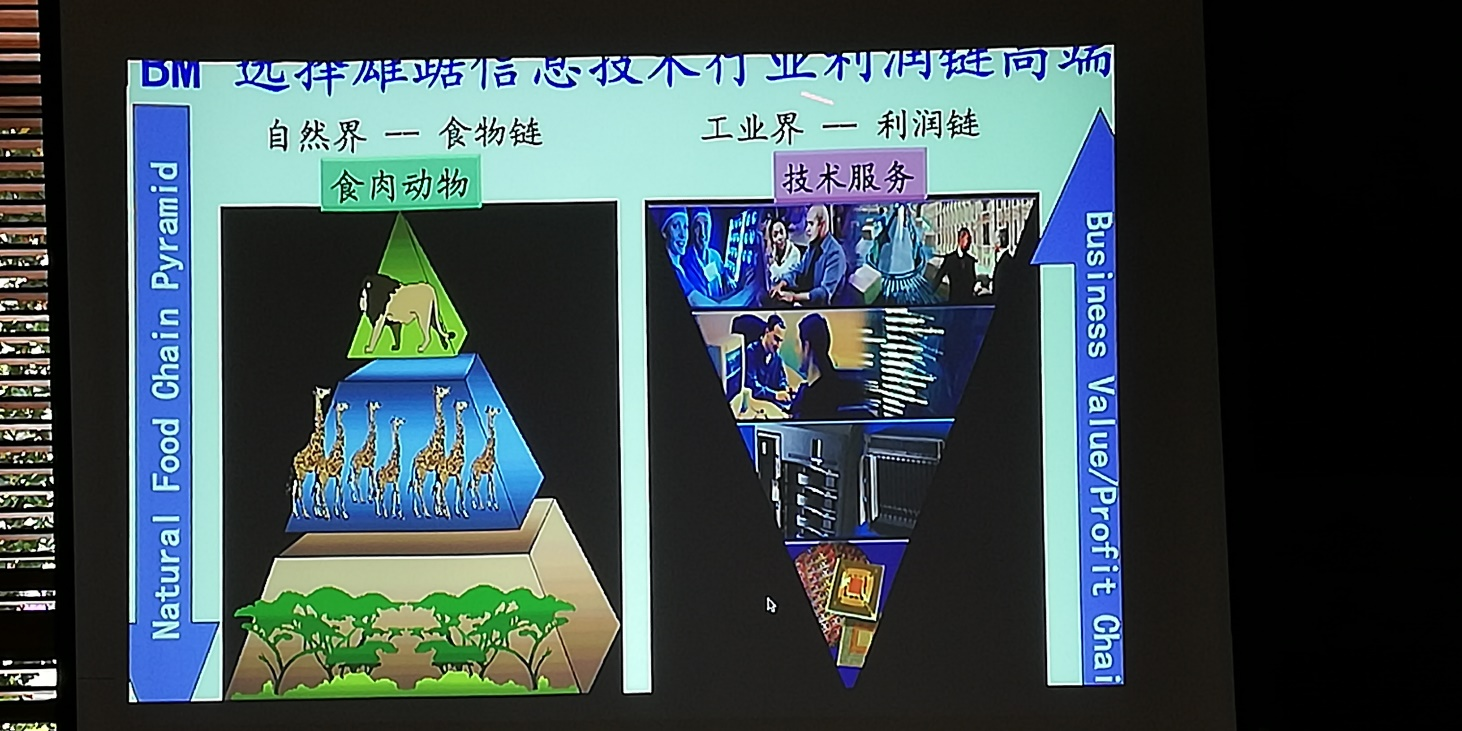 BM 选择雄踞信息技术行业利润链高端
自然界 — 食物链
工业界 — 利润链
食肉动物
技术服务
Natural Food Chain Pyramid
Business Value/Profit Chai